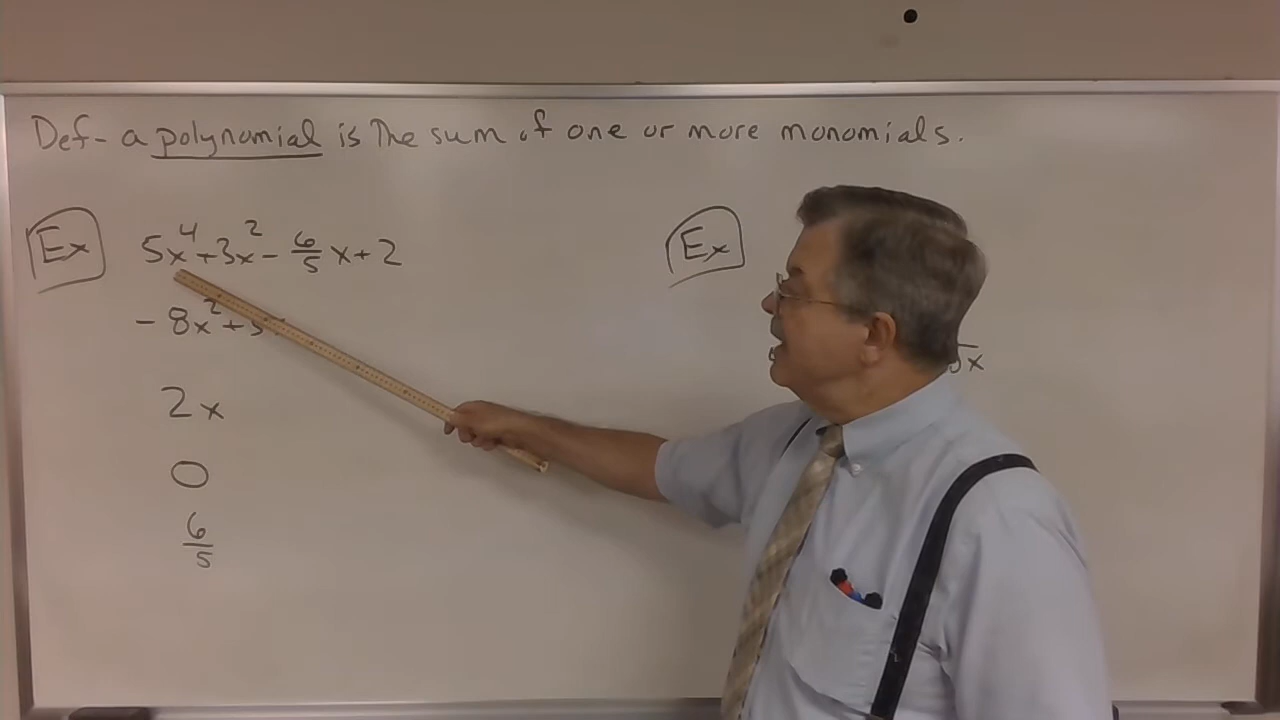 Def- a polynomial is The sum of one or more monomials.
Ex 5x⁴+3x²- 6/5 x+2
- 8x²+
2x
0
6/5
Ex
x